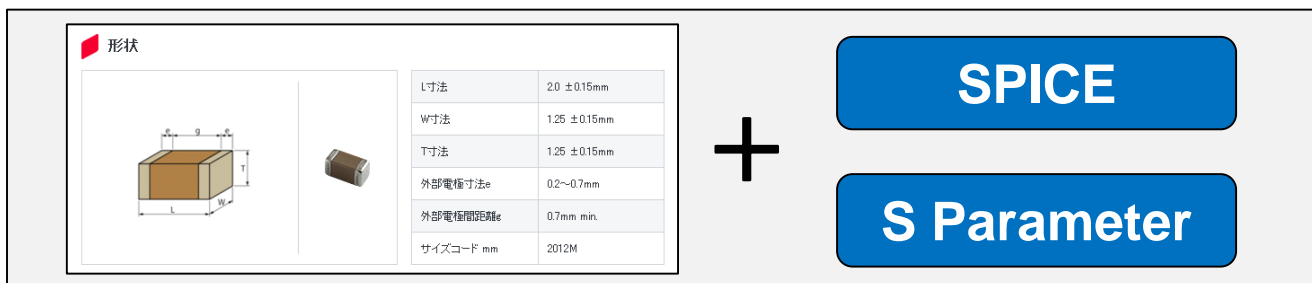 形状
e g e
T
W
L
L寸法 2.0 ±0.15mm
W寸法 1.25 ±0.15mm
T寸法 1.25 ±0.15mm
外部電極寸法e 0.2～0.7mm
外部電極間距離g 0.7mm min.
サイズコード mm 2012M
+
SPICE
S Parameter